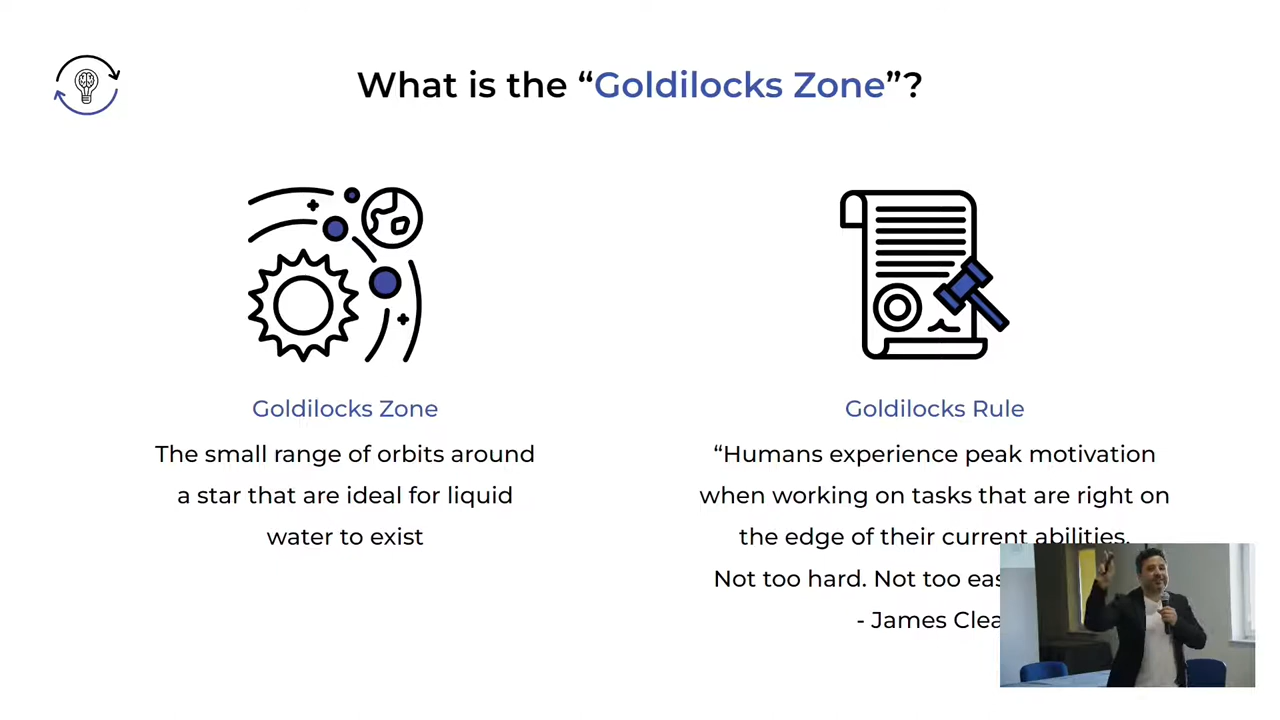 What is the “Goldilocks Zone”?
Goldilocks Zone
The small range of orbits around
a star that are ideal for liquid
water to exist
Goldilocks Rule
“Humans experience peak motivation
when working on tasks that are right on
the edge of their current abilities.
Not too hard. Not too
- James